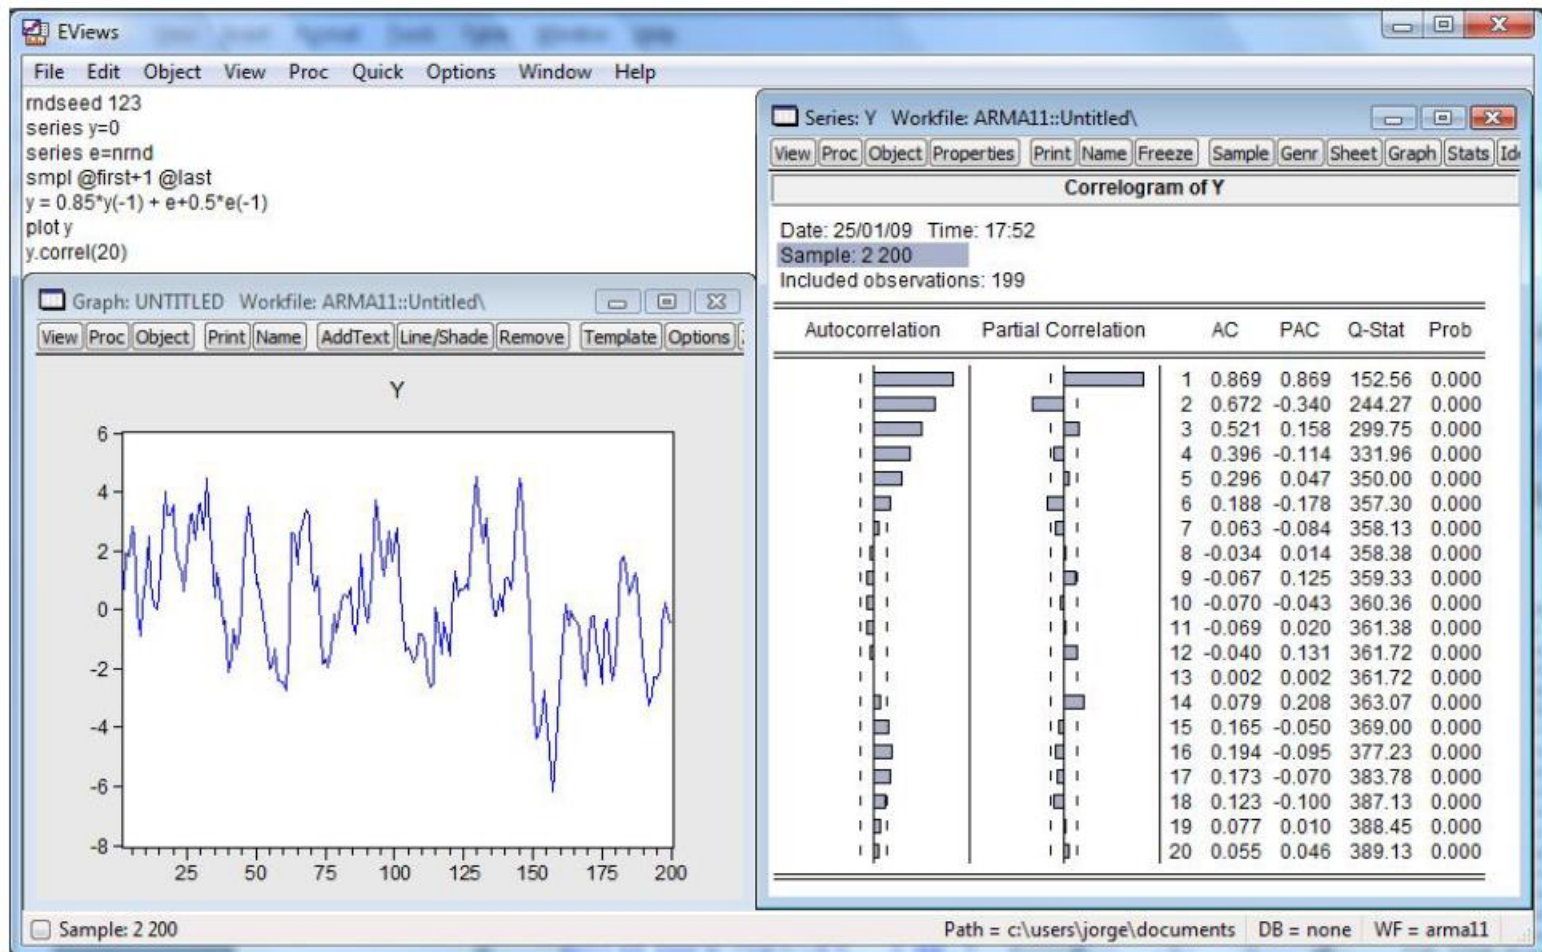 EViews
File Edit Object View Proc Quick Options Window Help
rndseed 123
series y=0
series e=nrnd
smpl @first+1 @last
y = 0.85*y(-1) + e+0.5*e(-1)
plot y
y.correl(20)
Graph: UNTITLED Workfile: ARMA11::Untitled\
View Proc Object Print Name AddText Line/Shade Remove Template Options
Y
6
4
2
0
-2
-4
-6
-8
25 50 75 100 125 150 175 200
Series: Y Workfile: ARMA11::Untitled\
View Proc Object Properties Print Name Freeze Sample Genr Sheet Graph Stats Id
Correlogram of Y
Date: 25/01/09 Time: 17:52
Sample: 2 200
Included observations: 199
Autocorrelation Partial Correlation AC PAC Q-Stat Prob
1 0.869 0.869 152.56 0.000
2 0.672 -0.340 244.27 0.000
3 0.521 0.158 299.75 0.000
4 0.396 -0.114 331.96 0.000
5 0.296 0.047 350.00 0.000
6 0.188 -0.178 357.30 0.000
7 0.063 -0.084 358.13 0.000
8 -0.034 0.014 358.38 0.000
9 -0.067 0.125 359.33 0.000
10 -0.070 -0.043 360.36 0.000
11 -0.069 0.020 361.38 0.000
12 -0.040 0.131 361.72 0.000
13 0.002 0.002 361.72 0.000
14 0.079 0.208 363.07 0.000
15 0.165 -0.050 369.00 0.000
16 0.194 -0.095 377.23 0.000
17 0.173 -0.070 383.78 0.000
18 0.123 -0.100 387.13 0.000
19 0.077 0.010 388.45 0.000
20 0.055 0.046 389.13 0.000
Sample: 2 200
Path = c:\users\jorge\documents DB = none WF = arma11